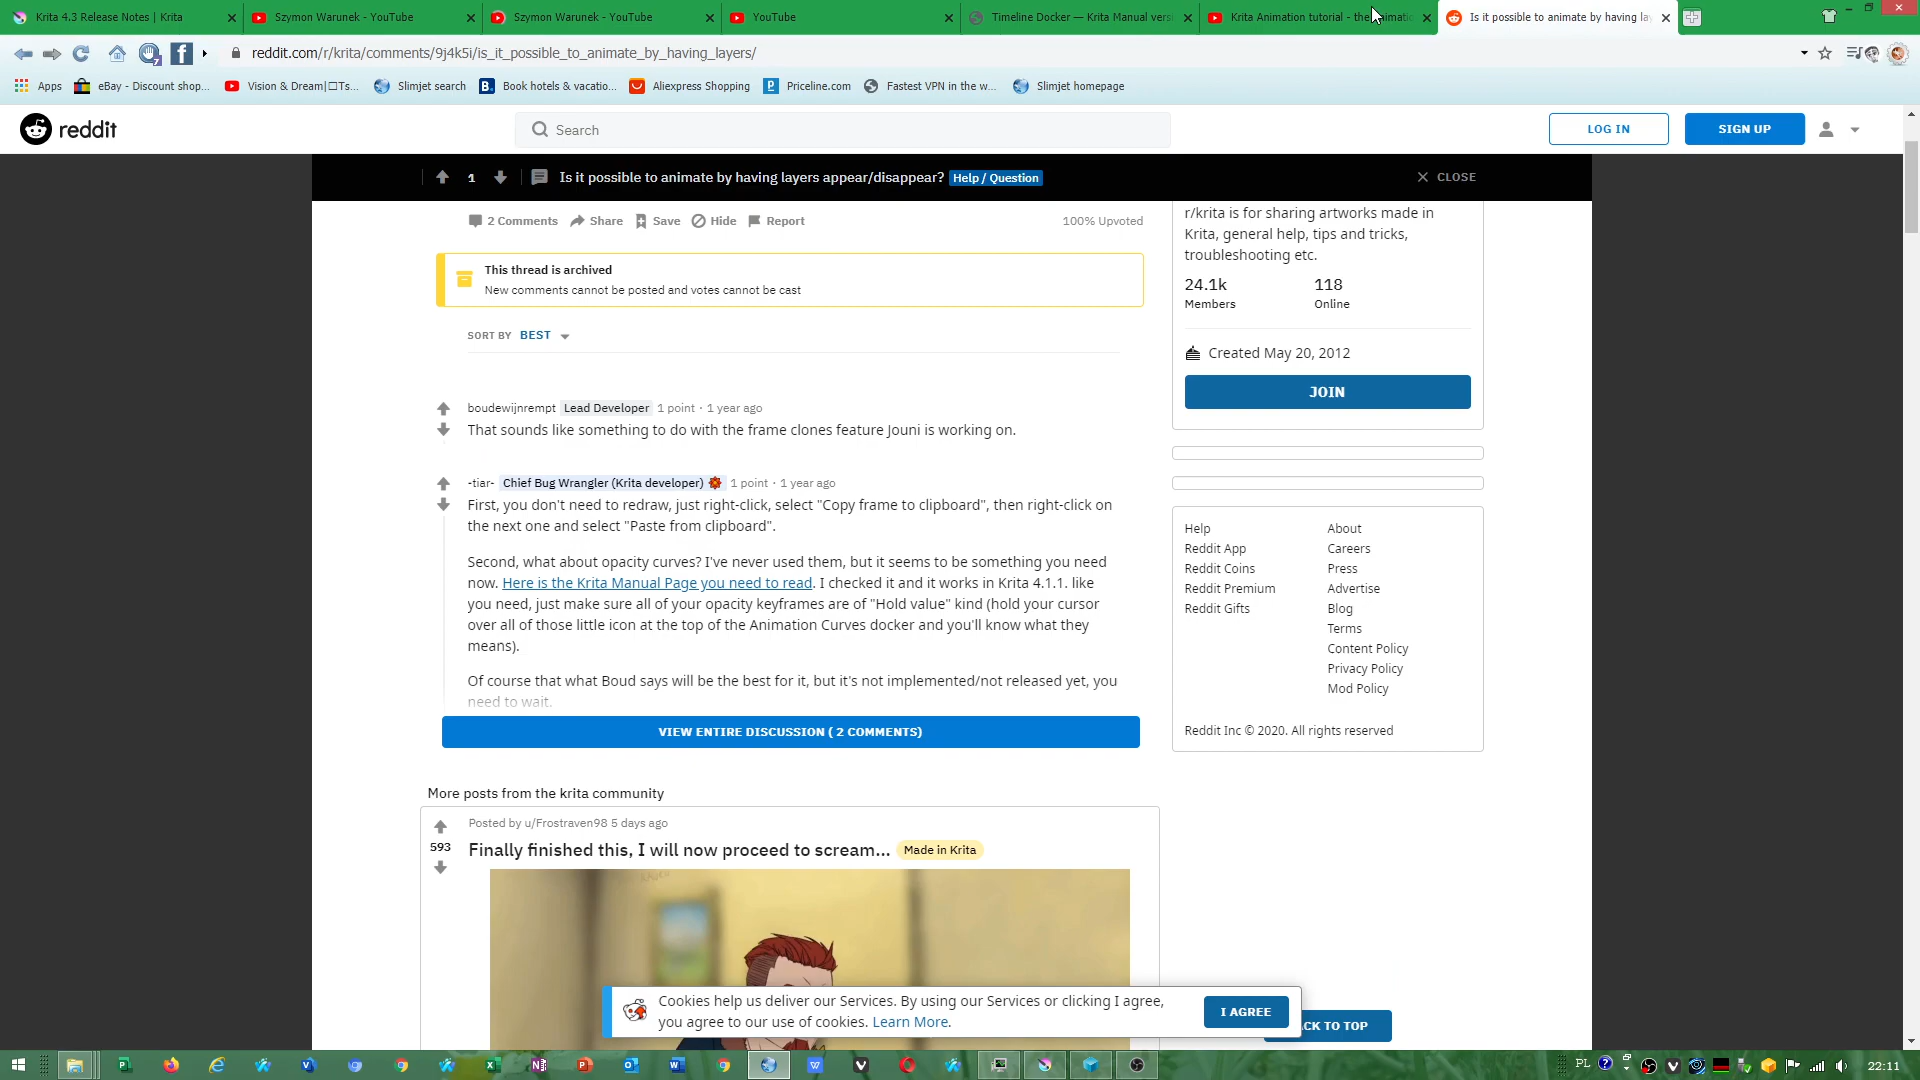 Krita 4.3 Release Notes | Krita
Szymon Warunek - YouTube
Szymon Warunek - YouTube
YouTube
Timeline Docker — Krita Manual versi
Krita Animation tutorial - the
Is it possible to animate by having la
reddit.com/r/krita/comments/9j4k5i/is_it_possible_to_animate_by_having_layers/
Apps
eBay - Discount shop...
Vision & Dream|□Ts...
Slimjet search
Book hotels & vacatio...
Aliexpress Shopping
Priceline.com
Fastest VPN in the w...
Slimjet homepage
reddit
Search
LOG IN
SIGN UP
1
Is it possible to animate by having layers appear/disappear? Help / Question
CLOSE
2 Comments Share Save Hide Report
100% Upvoted
This thread is archived
New comments cannot be posted and votes cannot be cast
SORT BY BEST
boudewijnrempt Lead Developer 1 point · 1 year ago
That sounds like something to do with the frame clones feature Jouni is working on.
-tiar- Chief Bug Wrangler (Krita developer) 1 point · 1 year ago
First, you don't need to redraw, just right-click, select "Copy frame to clipboard", then right-click on
the next one and select "Paste from clipboard".
Second, what about opacity curves? I've never used them, but it seems to be something you need
now. Here is the Krita Manual Page you need to read. I checked it and it works in Krita 4.1.1. like
you need, just make sure all of your opacity keyframes are of "Hold value" kind (hold your cursor
over all of those little icon at the top of the Animation Curves docker and you'll know what they
means).
Of course that what Boud says will be the best for it, but it's not implemented/not released yet, you
need to wait.
VIEW ENTIRE DISCUSSION ( 2 COMMENTS)
More posts from the krita community
Posted by u/Frostraven98 5 days ago
593
Finally finished this, I will now proceed to scream... Made in Krita
r/krita is for sharing artworks made in
Krita, general help, tips and tricks,
troubleshooting etc.
24.1k
Members
118
Online
Created May 20, 2012
JOIN
Help
Reddit App
Reddit Coins
Reddit Premium
Reddit Gifts
About
Careers
Press
Advertise
Blog
Terms
Content Policy
Privacy Policy
Mod Policy
Reddit Inc © 2020. All rights reserved
Cookies help us deliver our Services. By using our Services or clicking I agree,
you agree to our use of cookies. Learn More.
I AGREE
CK TO TOP
PL
22:11